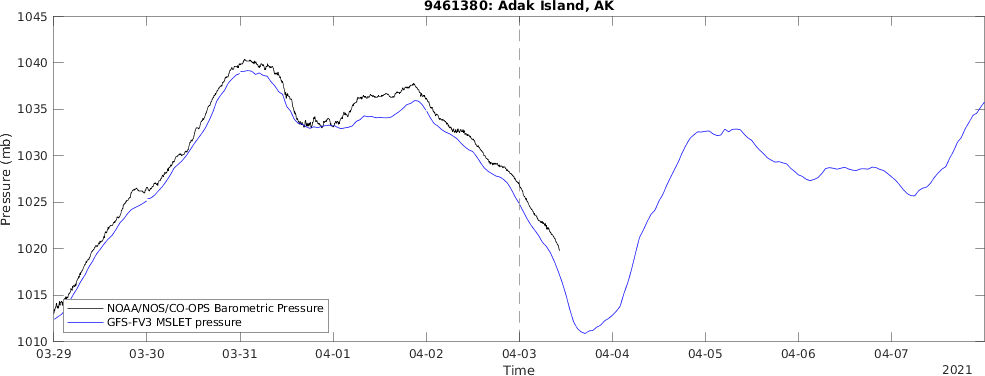 9461380: Adak Island, AK
1045
1040
1035
1030
1025
1020
1015
1010
Pressure (mb)
NOAA/NOS/CO-OPS Barometric Pressure
GFS-FV3 MSLET pressure
03-29 03-30 03-31 04-01 04-02 04-03 04-04 04-05 04-06 04-07
Time
2021